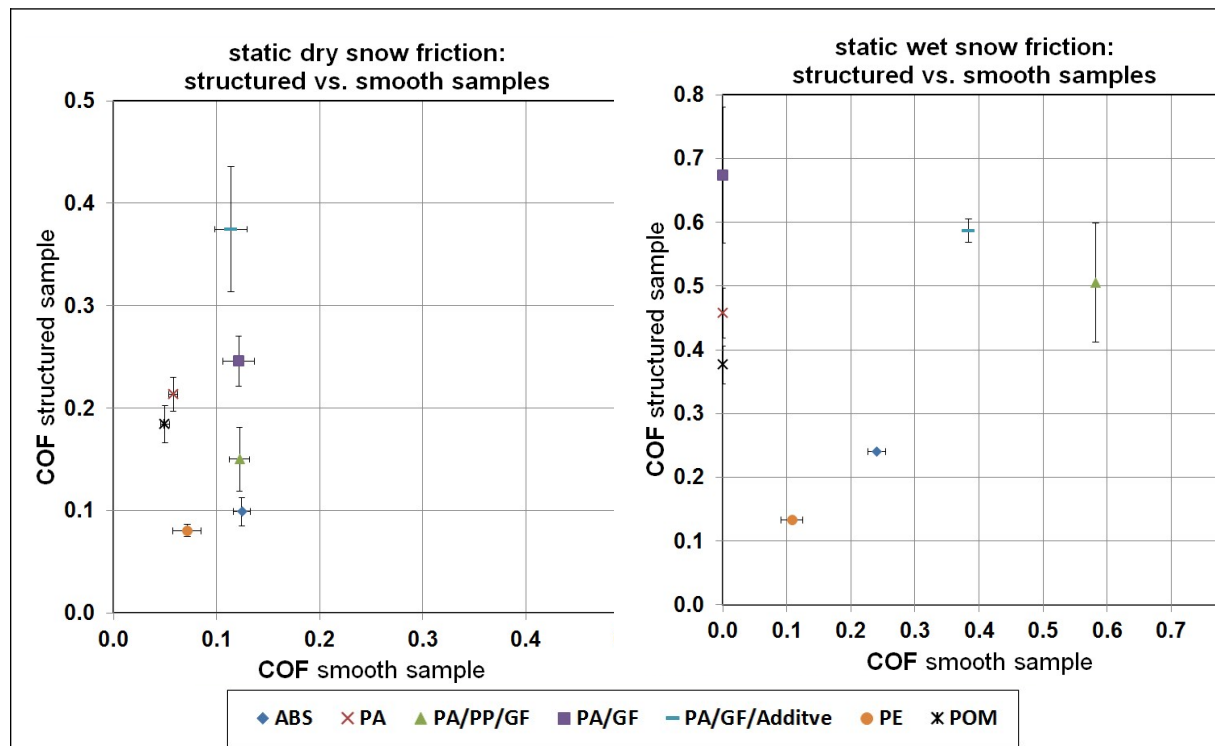 static dry snow friction:
structured vs. smooth samples
0.5
0.4
0.3
0.2
0.1
0.0
COF structured sample
0.0 0.1 0.2 0.3 0.4
COF smooth sample
static wet snow friction:
structured vs. smooth samples
0.8
0.7
0.6
0.5
0.4
0.3
0.2
0.1
0.0
COF structured sample
0.0 0.1 0.2 0.3 0.4 0.5 0.6 0.7
COF smooth sample
ABS PA PA/PP/GF PA/GF PA/GF/Additve PE POM